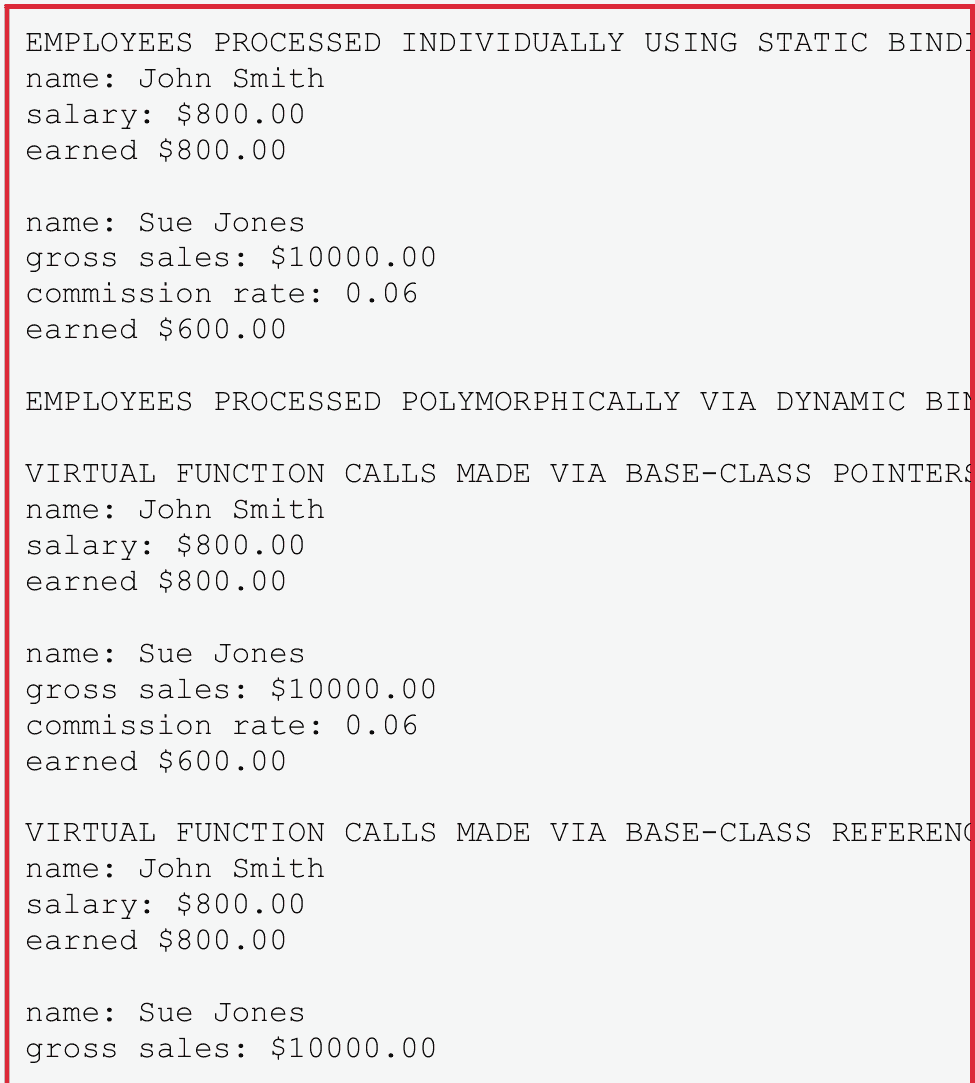 EMPLOYEES PROCESSED INDIVIDUALLY USING STATIC
name: John Smith
salary: $800.00
earned $800.00
name: Sue Jones
gross sales: $10000.00
commission rate: 0.06
earned $600.00
EMPLOYEES PROCESSED POLYMORPHICALLY VIA DYNAMIC
VIRTUAL FUNCTION CALLS MADE VIA BASE-CLASS POINTERS
name: John Smith
salary: $800.00
earned $800.00
name: Sue Jones
gross sales: $10000.00
commission rate: 0.06
earned $600.00
VIRTUAL FUNCTION CALLS MADE VIA BASE-CLASS
name: John Smith
salary: $800.00
earned $800.00
name: Sue Jones
gross sales: $10000.00